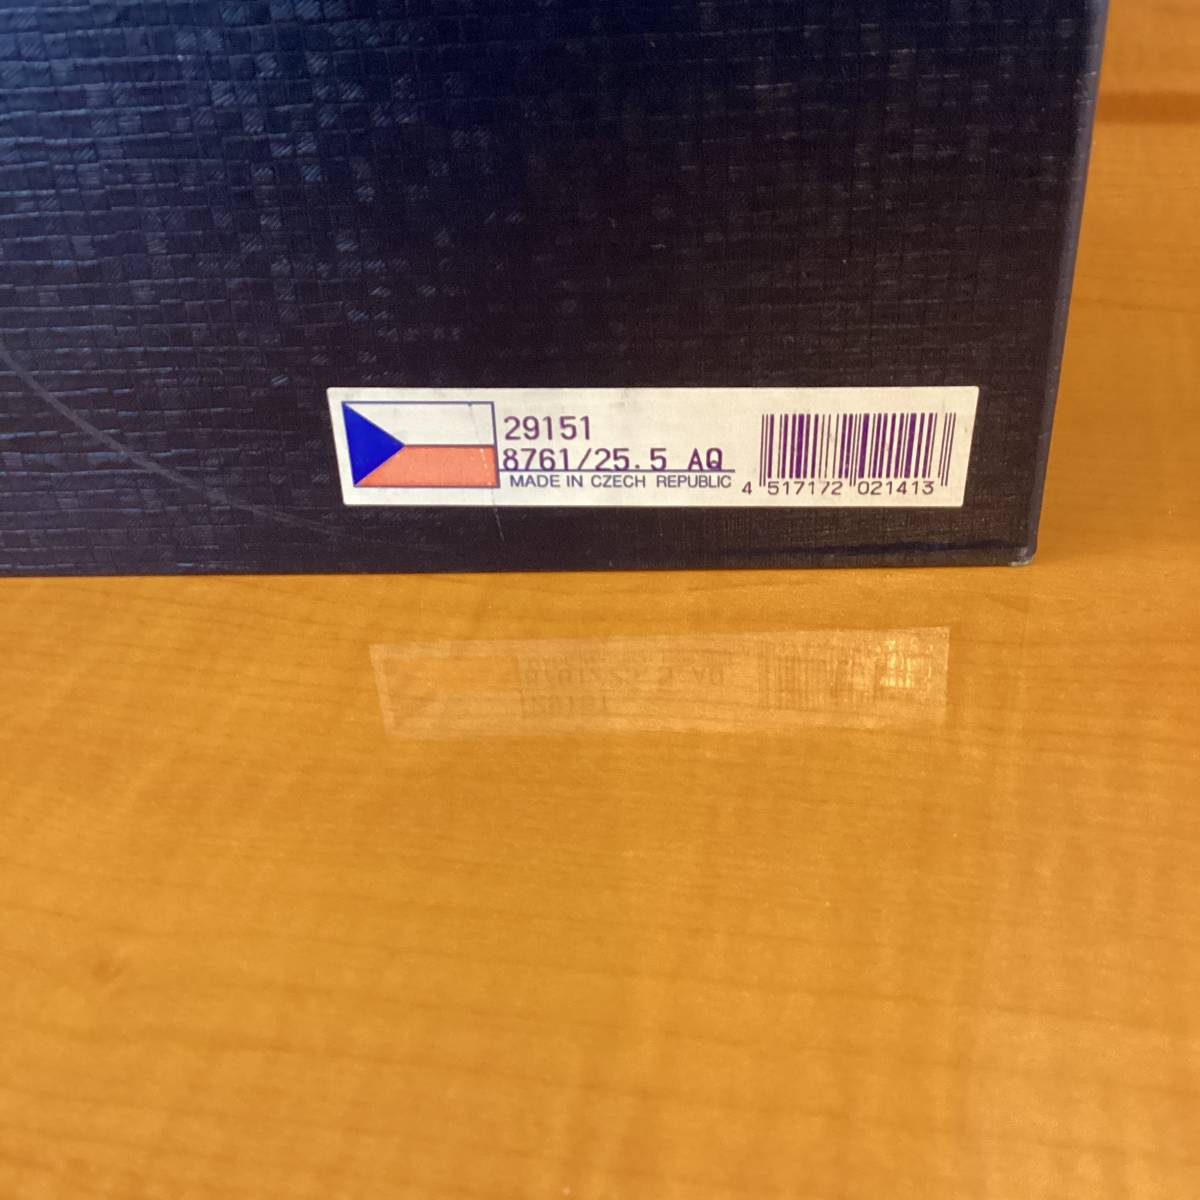 29151
8761/25.5 AQ
MADE IN CZECH REPUBLIC
4 517172 021413